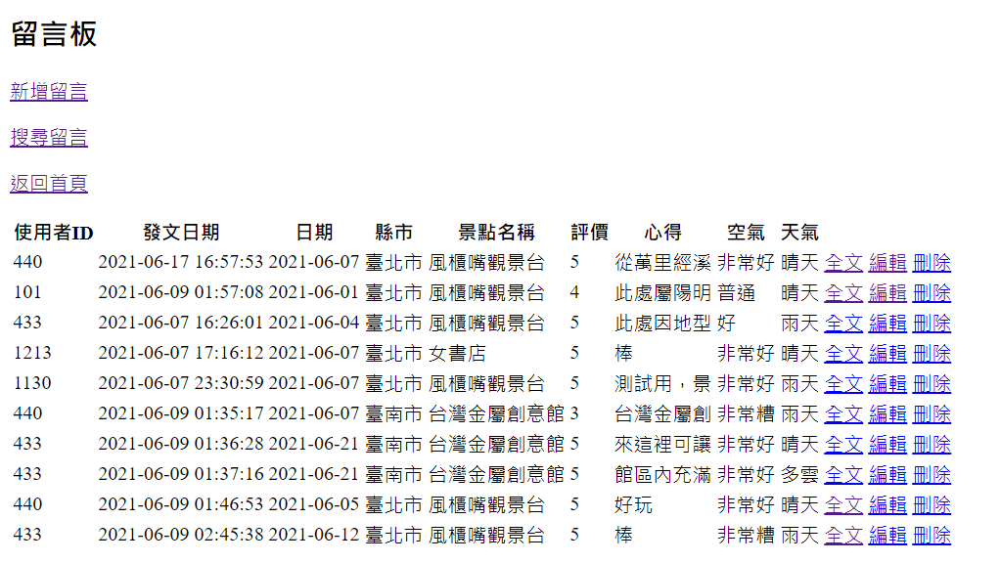 留言板
新增留言
搜尋留言
返回首頁
使用者ID 發文日期 日期 縣市 景點名稱 評價 心得 空氣 天氣
440 2021-06-17 16:57:53 2021-06-07 臺北市 風櫃嘴觀景台 5 從萬里經溪 非常好 晴天 全文 編輯 刪除
101 2021-06-09 01:57:08 2021-06-01 臺北市 風櫃嘴觀景台 4 此處屬陽明 普通 晴天 全文 編輯 刪除
433 2021-06-07 16:26:01 2021-06-04 臺北市 風櫃嘴觀景台 5 此處因地型 好 雨天 全文 編輯 刪除
1213 2021-06-07 17:16:12 2021-06-07 臺北市 女書店 5 棒 非常好 晴天 全文 編輯 刪除
1130 2021-06-07 23:30:59 2021-06-07 臺北市 風櫃嘴觀景台 5 測試用，景 非常好 雨天 全文 編輯 刪除
440 2021-06-09 01:35:17 2021-06-07 臺南市 台灣金屬創意館 3 台灣金屬創 非常糟 雨天 全文 編輯 刪除
433 2021-06-09 01:36:28 2021-06-21 臺南市 台灣金屬創意館 5 來這裡可讓 非常好 雨天 全文 編輯 刪除
433 2021-06-09 01:37:16 2021-06-21 臺南市 台灣金屬創意館 5 館區內充滿 非常好 多雲 全文 編輯 刪除
440 2021-06-09 01:46:53 2021-06-05 臺北市 風櫃嘴觀景台 5 好玩 非常好 晴天 全文 編輯 刪除
433 2021-06-09 02:45:38 2021-06-12 臺北市 風櫃嘴觀景台 5 棒 非常糟 雨天 全文 編輯 刪除